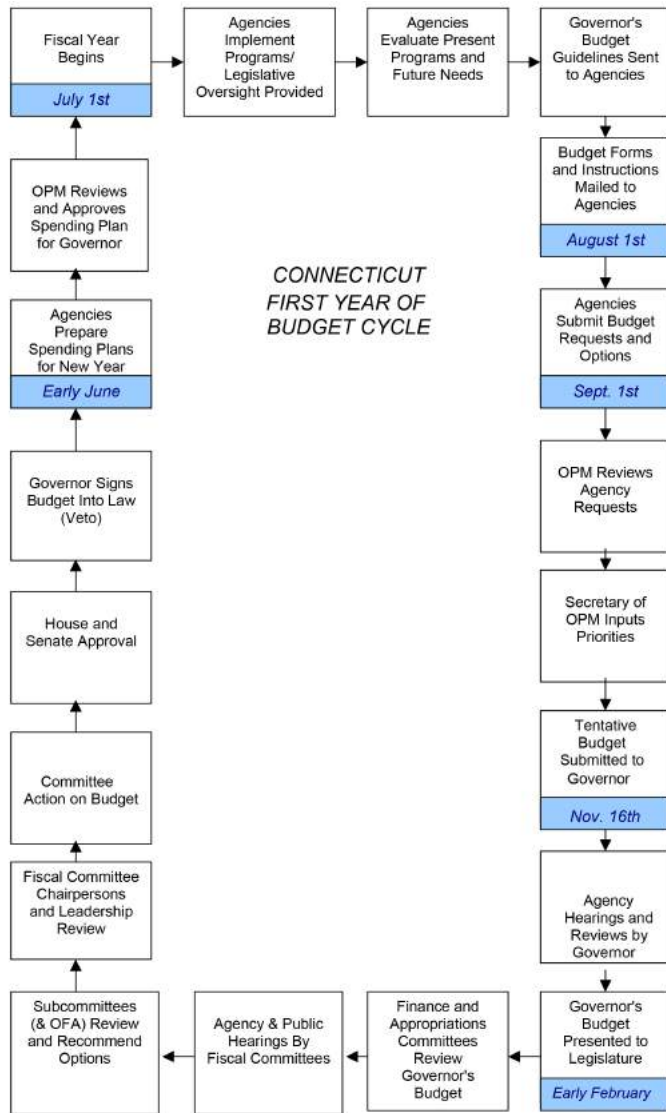 Fiscal Year
Begins
July 1st
Agencies
Implement
Programs/
Legislative
Oversight Provided
Agencies
Evaluate Present
Programs and
Future Needs
Governor's
Budget
Guidelines Sent
to Agencies
Budget Forms
and Instructions
Mailed to
Agencies
August 1st
Agencies
Submit Budget
Requests and
Options
Sept. 1st
OPM Reviews
Agency
Requests
Secretary of
OPM Inputs
Priorities
Tentative
Budget
Submitted to
Governor
Nov. 16th
Agency
Hearings and
Reviews by
Governor
Governor's
Budget
Presented to
Legislature
Early February
Finance and
Appropriations
Committees
Review
Governor's
Budget
Agency & Public
Hearings By
Fiscal Committees
Subcommittees
(& OFA) Review
and Recommend
Options
Fiscal Committee
Chairpersons
and Leadership
Review
Committee
Action on Budget
House and
Senate Approval
Governor Signs
Budget Into Law
(Veto)
Agencies
Prepare
Spending Plans
for New Year
Early June
OPM Reviews
and Approves
Spending Plan
for Governor
CONNECTICUT
FIRST YEAR OF
BUDGET CYCLE